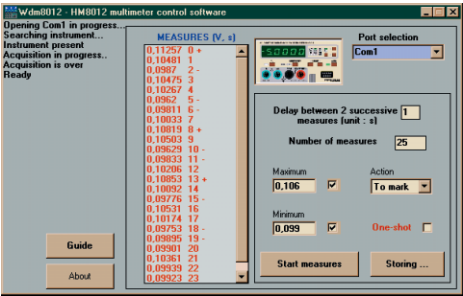 Wdm8012 - HM8012 multimeter control software
Opening Com1 in progress...
Searching instrument...
Instrument present
Acquisition in progress..
Acquisition is over
Ready
MEASURES (V, s)
0,11257 0 +
0,10481 1
0,0987 2 -
0,10475 3
0,10267 4
0,0962 5 -
0,09811 6 -
0,10033 7
0,10819 8 +
0,10503 9
0,09629 10 -
0,09833 11 -
0,10206 12
0,10853 13 +
0,10092 14
0,09776 15 -
0,10531 16
0,10174 17
0,09753 18 -
0,09895 19 -
0,09901 20
0,10361 21
0,09939 22
0,09923 23
Port selection
Com1
Delay between 2 successive measures (unit : s)
1
Number of measures
25
Maximum
0,106
Action
To mark
Minimum
0,099
One-shot
Guide
About
Start measures
Storing ...